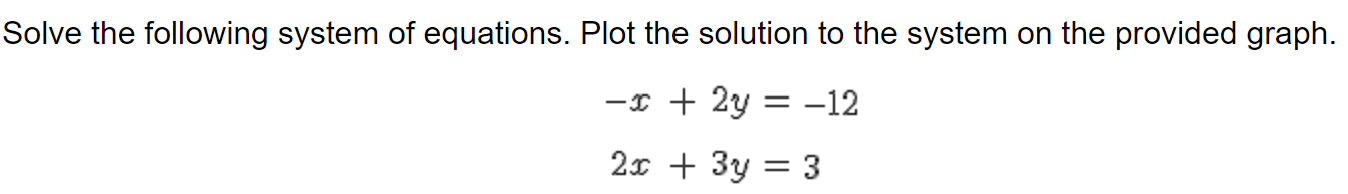 Solve the following system of equations. Plot the solution to the system on the provided graph.
-x + 2y = -12
2x + 3y = 3